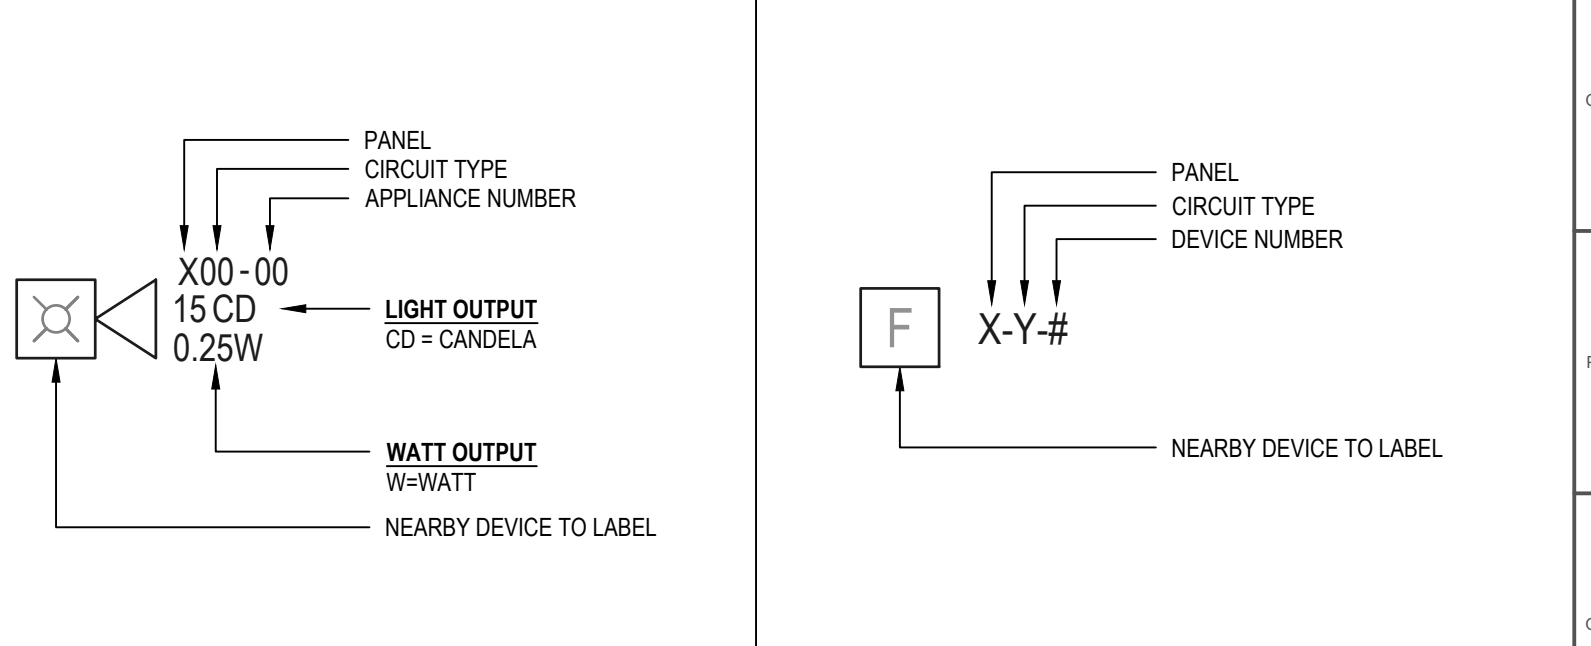 PANEL
CIRCUIT TYPE
APPLIANCE NUMBER
X00-00
15 CD
0.25W
LIGHT OUTPUT
CD = CANDELA
WATT OUTPUT
W=WATT
NEARBY DEVICE TO LABEL
PANEL
CIRCUIT TYPE
DEVICE NUMBER
F
X-Y-#
NEARBY DEVICE TO LABEL